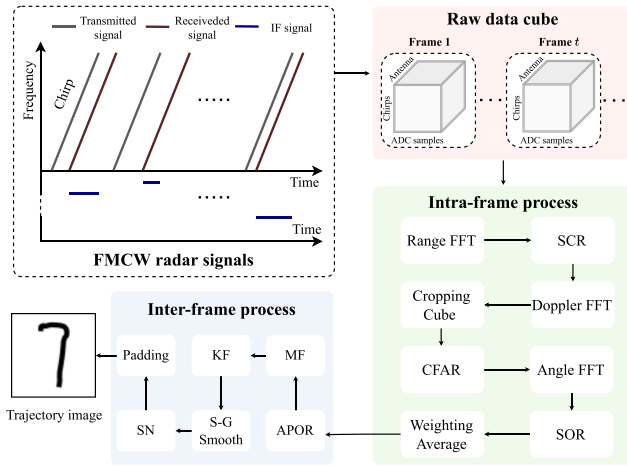 Transmitted signal
Receiveded signal
IF signal
Frequency
Chirp
Time
Time
FMCW radar signals
Raw data cube
Frame 1
Frame t
Antenna
Chirps
ADC samples
Antenna
Chirps
ADC samples
Intra-frame process
Range FFT
SCR
Cropping
Cube
Doppler FFT
CFAR
Angle FFT
Weighting
Average
SOR
Inter-frame process
Padding
KF
MF
SN
S-G
Smooth
APOR
Trajectory image
7